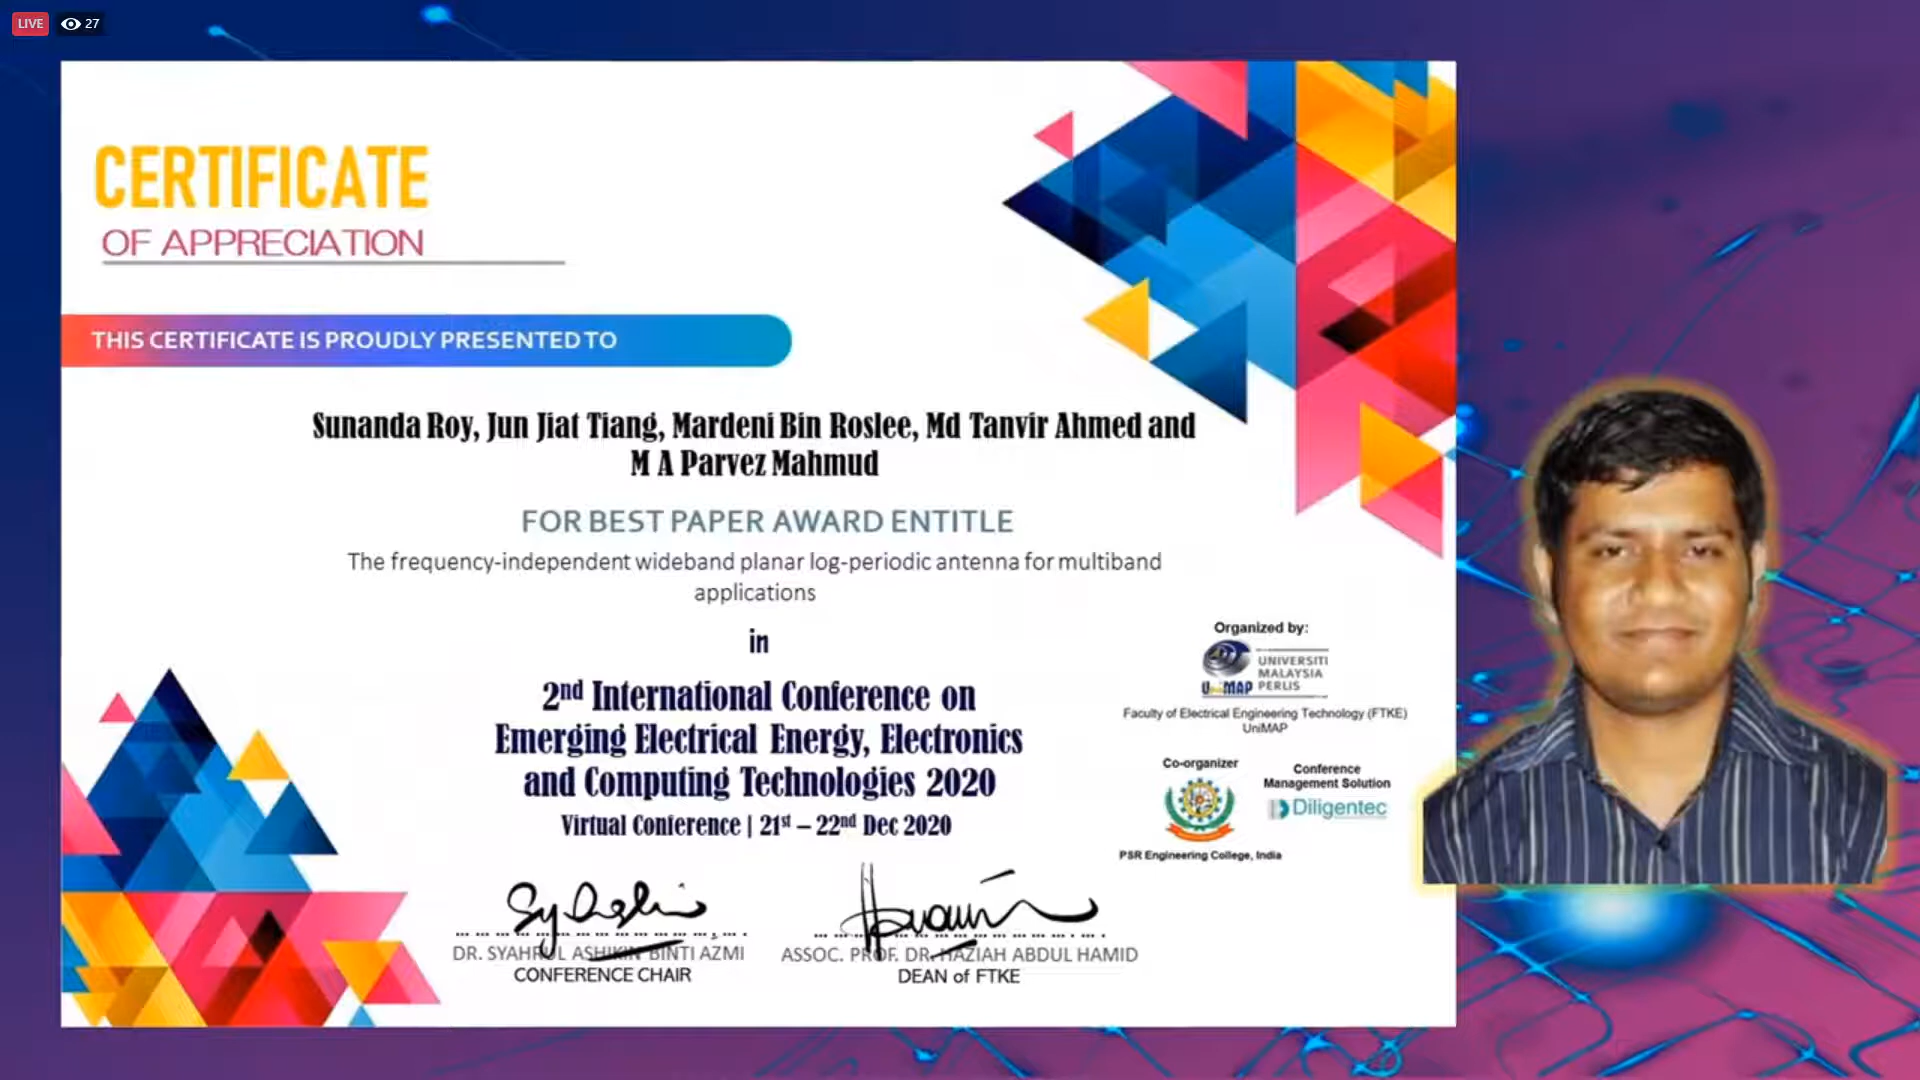 LIVE 27
CERTIFICATE
OF APPRECIATION
THIS CERTIFICATE IS PROUDLY PRESENTED TO
Sunanda Roy, Jun Jiat Tiang, Mardeni Bin Roslee, Md Tanvir Ahmed and
M A Parvez Mahmud
FOR BEST PAPER AWARD ENTITLE
The frequency-independent wideband planar log-periodic antenna for multiband
applications
in
2nd International Conference on
Emerging Electrical Energy, Electronics
and Computing Technologies 2020
Virtual Conference | 21st – 22nd Dec 2020
Organized by:
UniMAP
UNIVERSITI
MALAYSIA
PERLIS
Faculty of Electrical Engineering Technology (FTKE)
UniMAP
Co-organizer
PSR Engineering College, India
Conference
Management Solution
Diligentec
DR. SYAHRUL ASHIKIN BINTI AZMI
CONFERENCE CHAIR
ASSOC. PROF. DR. HAZIAH ABDUL HAMID
DEAN of FTKE